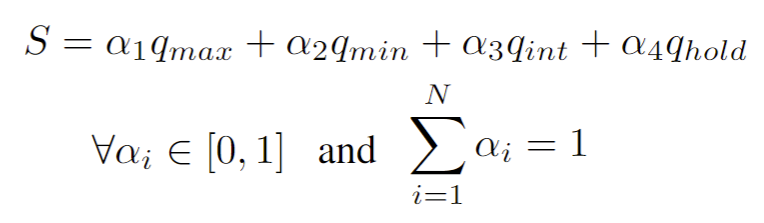 S = α₁q_max + α₂q_min + α₃q_int + α₄q_hold
∀αᵢ ∈ [0, 1] and ∑_{i=1}^{N} αᵢ = 1